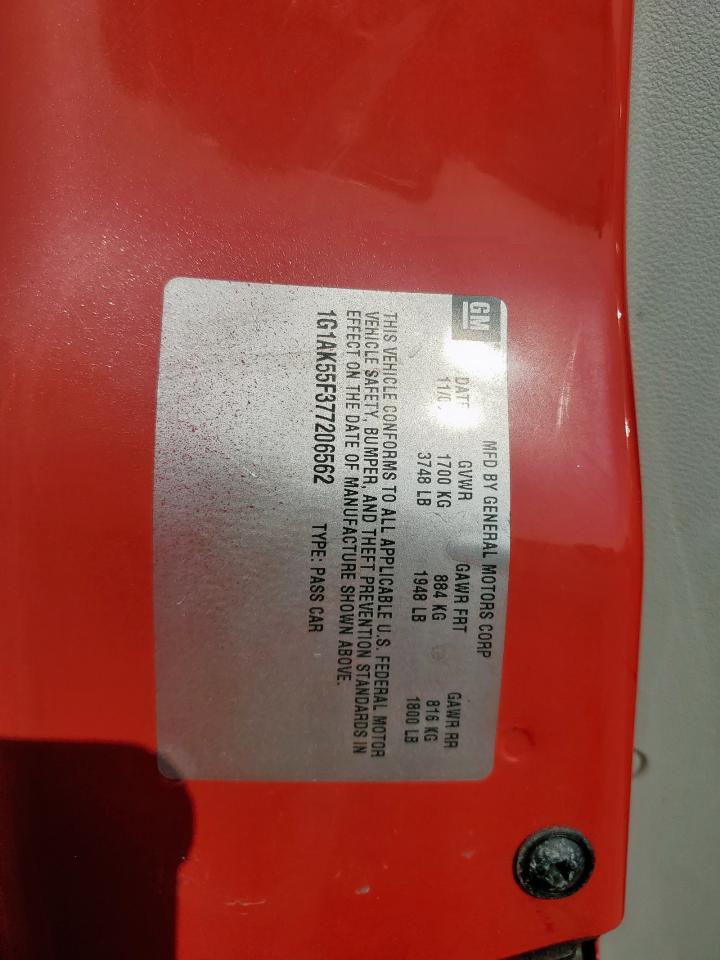 GM
MFD BY GENERAL MOTORS CORP
DATE GVWR GAWR FRT GAWR RR
1700 KG 884 KG 816 KG
3748 LB 1948 LB 1800 LB
THIS VEHICLE CONFORMS TO ALL APPLICABLE U.S. FEDERAL MOTOR
VEHICLE SAFETY, BUMPER, AND THEFT PREVENTION STANDARDS IN
EFFECT ON THE DATE OF MANUFACTURE SHOWN ABOVE.
1G1AK55F377206562 TYPE: PASS CAR